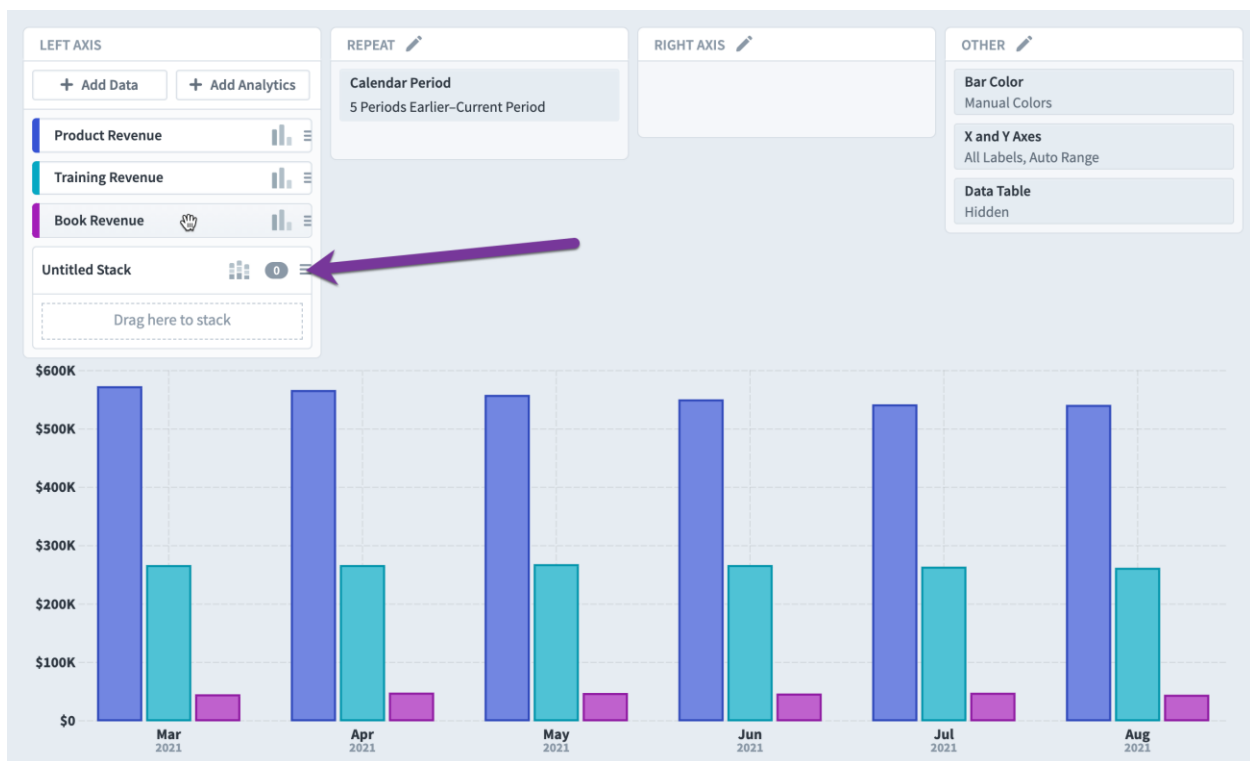 LEFT AXIS
+ Add Data
+ Add Analytics
Product Revenue
Training Revenue
Book Revenue
Untitled Stack
0
Drag here to stack
REPEAT
Calendar Period
5 Periods Earlier–Current Period
RIGHT AXIS
OTHER
Bar Color
Manual Colors
X and Y Axes
All Labels, Auto Range
Data Table
Hidden
$600K
$500K
$400K
$300K
$200K
$100K
$0
Mar
2021
Apr
2021
May
2021
Jun
2021
Jul
2021
Aug
2021